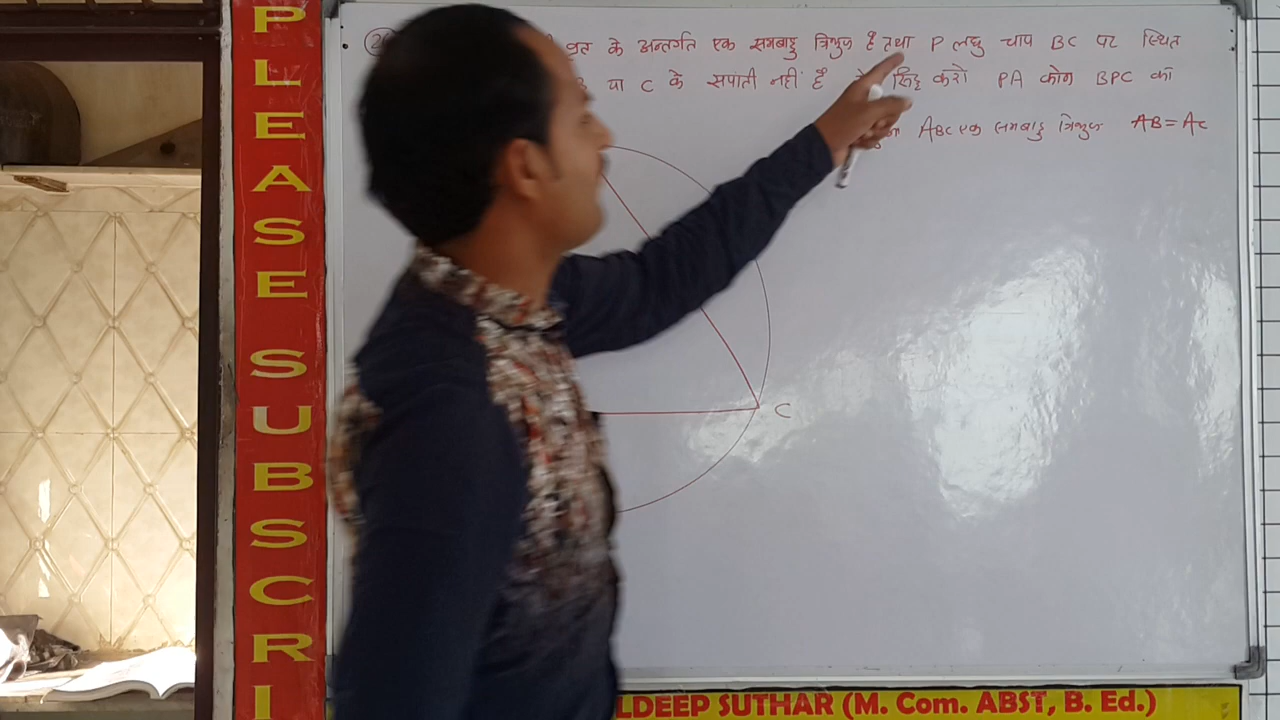 PLEASE SUBSCRI
वृत के अन्तर्गत एक समबाहु त्रिभुज है तथा P लघु चाप BC पर स्थित
या C के सपाती नहीं है सिद्ध करो PA कोण BPC का
ABC एक समबाहु त्रिभुज AB = AC
C
LDEEP SUTHAR (M. Com. ABST, B. Ed.)